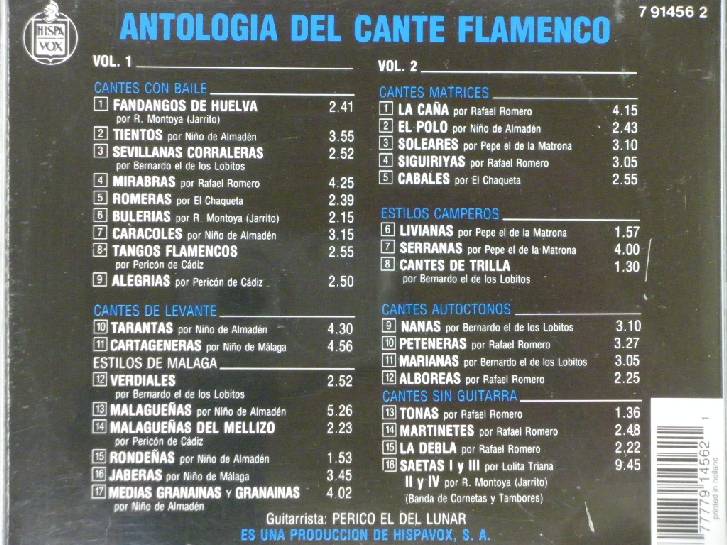 HISPA
VOX
ANTOLOGIA DEL CANTE FLAMENCO
7 91456 2
VOL. 1
CANTES CON BAILE
1 FANDANGOS DE HUELVA 2.41
por R. Montoya (Jarrito)
2 TIENTOS por Niño de Almadén 3.55
3 SEVILLANAS CORRALERAS 2.52
por Bernardo el de los Lobitos
4 MIRABRAS por Rafael Romero 4.25
5 ROMERAS por El Chaqueta 2.39
6 BULERIAS por R. Montoya (Jarrito) 2.15
7 CARACOLES por Niño de Almadén 3.15
8 TANGOS FLAMENCOS 2.55
por Pericón de Cádiz
9 ALEGRIAS por Pericón de Cádiz 2.50
CANTES DE LEVANTE
10 TARANTAS por Niño de Almadén 4.30
11 CARTAGENERAS por Niño de Málaga 4.56
ESTILOS DE MALAGA
12 VERDIALES 2.52
por Bernardo el de los Lobitos
13 MALAGUEÑAS por Niño de Almadén 5.26
14 MALAGUEÑAS DEL MELLIZO 2.23
por Pericón de Cádiz
15 RONDEÑAS por Niño de Almadén 1.53
16 JABERAS por Niño de Málaga 3.45
17 MEDIAS GRANAINAS Y GRANAINAS 4.02
por Niño de Almadén
VOL. 2
CANTES MATRICES
1 LA CAÑA por Rafael Romero 4.15
2 EL POLO por Niño de Almadén 2.43
3 SOLEARES por Pepe el de la Matrona 3.10
4 SIGUIRIYAS por Rafael Romero 3.05
5 CABALES por El Chaqueta 2.55
ESTILOS CAMPEROS
6 LIVIANAS por Pepe el de la Matrona 1.57
7 SERRANAS por Pepe el de la Matrona 4.00
8 CANTES DE TRILLA 1.30
por Bernardo el de los Lobitos
CANTES AUTOCTONOS
9 NANAS por Bernardo el de los Lobitos 3.10
10 PETENERAS por Rafael Romero 3.27
11 MARIANAS por Bernardo el de los Lobitos 3.05
12 ALBOREAS por Rafael Romero 2.25
CANTES SIN GUITARRA
13 TONAS por Rafael Romero 1.36
14 MARTINETES por Rafael Romero 2.48
15 LA DEBLA por Rafael Romero 2.22
16 SAETAS I y III por Lulita Triana 9.45
II y IV por R. Montoya (Jarrito)
(Banda de Cornetas y Tambores)
Guitarrista: PERICO EL DEL LUNAR
ES UNA PRODUCCION DE HISPAVOX, S. A.
77779 14562 1
printed in holland